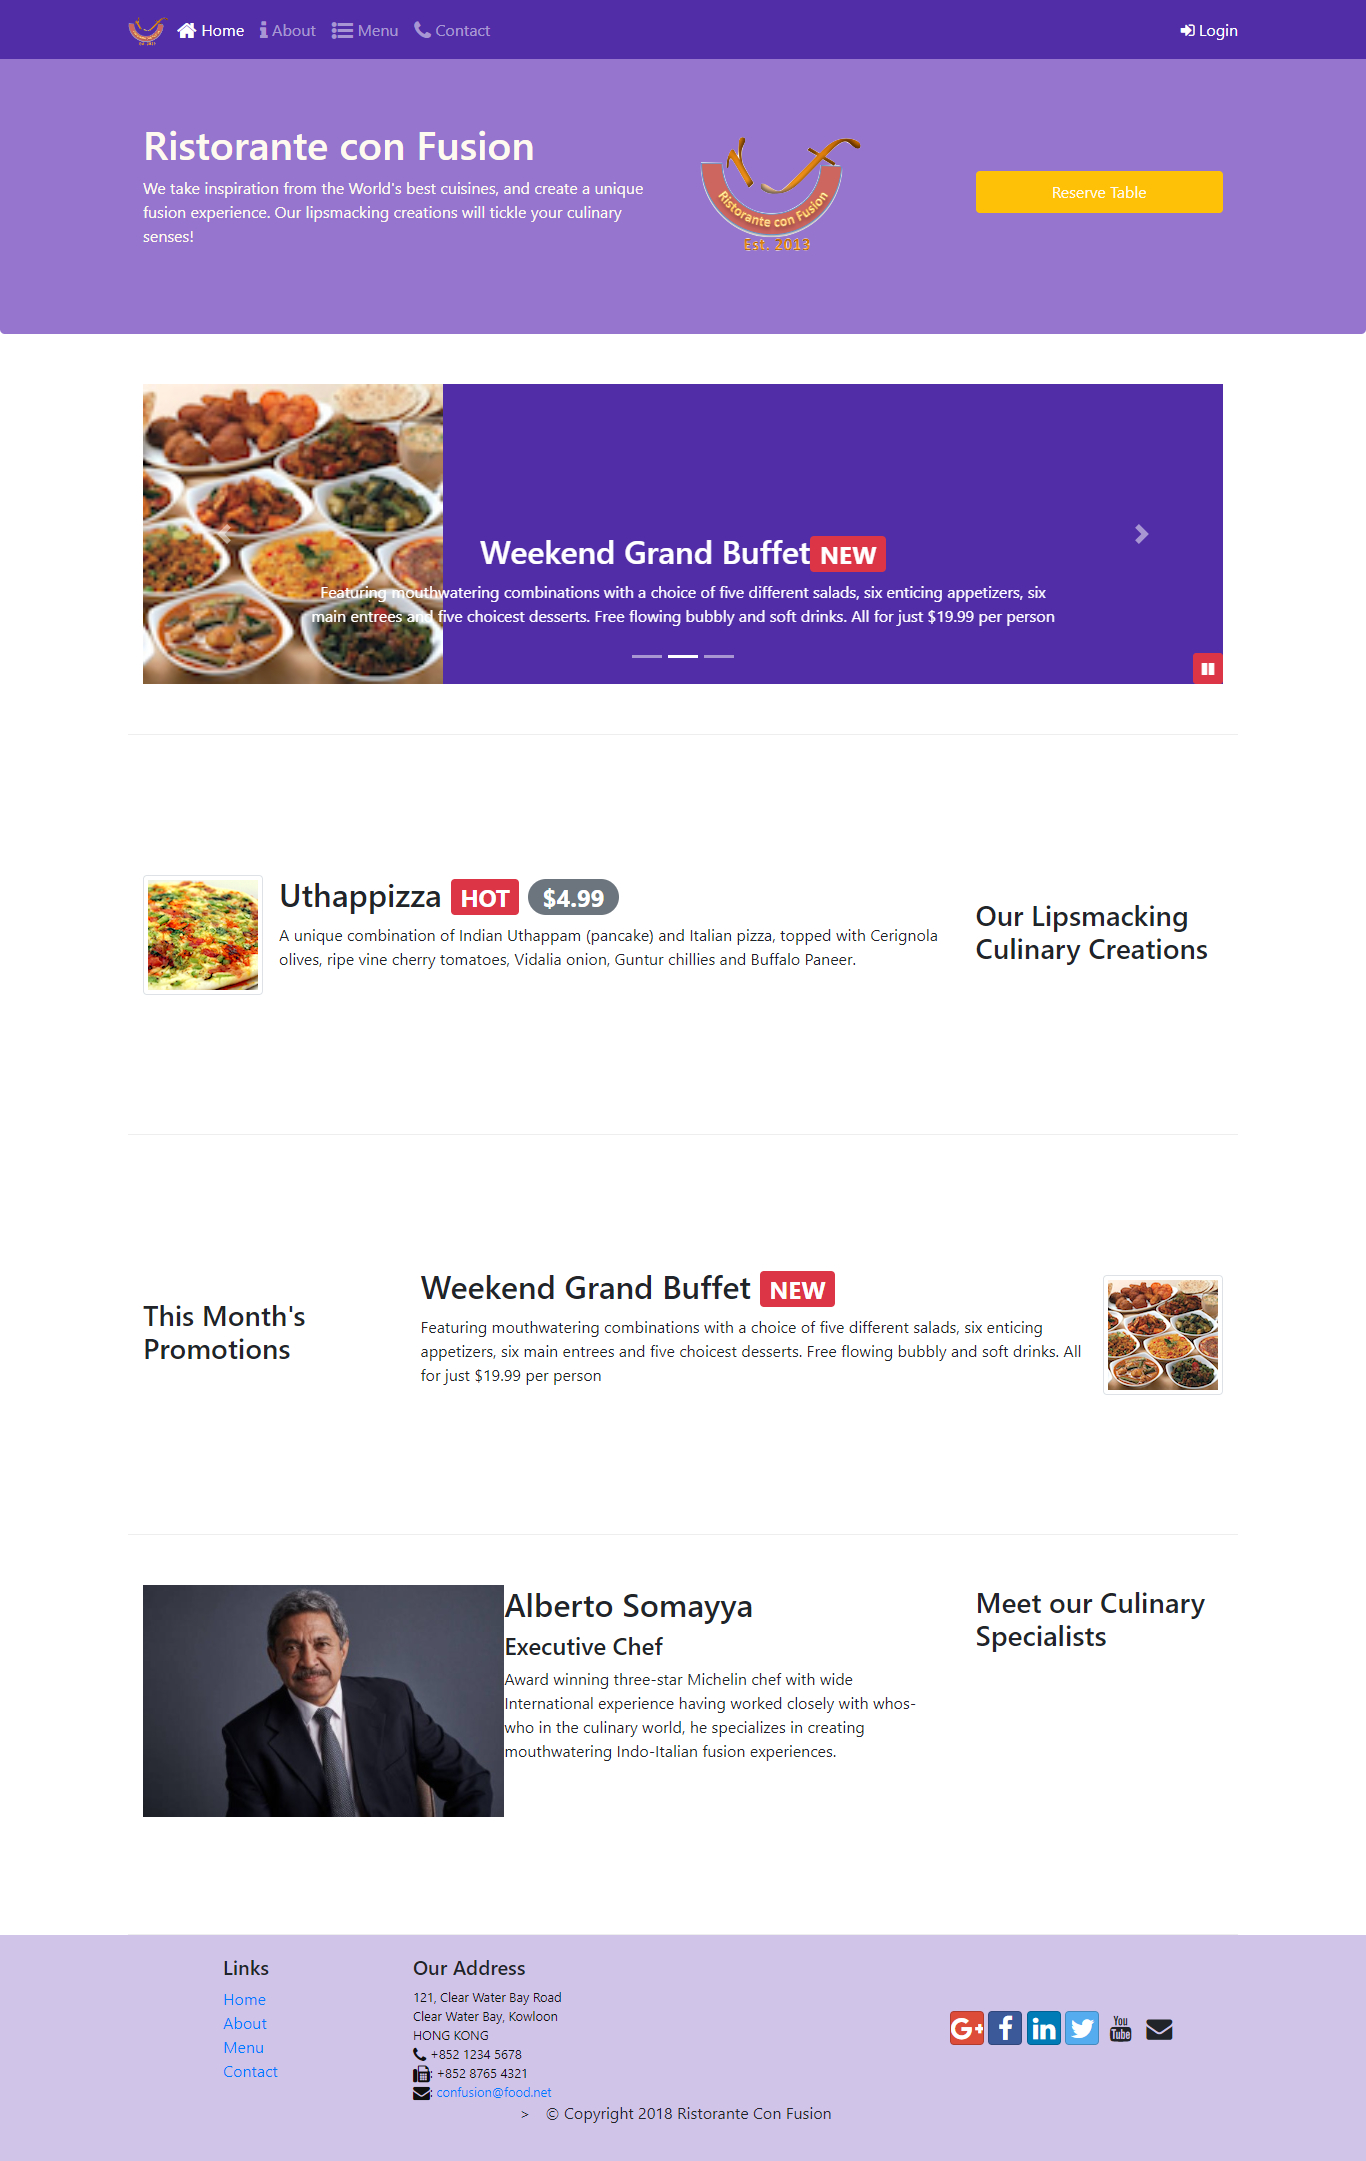 Home About Menu Contact Login
Ristorante con Fusion
We take inspiration from the World's best cuisines, and create a unique
fusion experience. Our lipsmacking creations will tickle your culinary
senses!
Ristorante con Fusion
Est. 2013
Reserve Table
Weekend Grand Buffet NEW
Featuring mouthwatering combinations with a choice of five different salads, six enticing appetizers, six
main entrees and five choicest desserts. Free flowing bubbly and soft drinks. All for just $19.99 per person
Uthappizza HOT $4.99
A unique combination of Indian Uthappam (pancake) and Italian pizza, topped with Cerignola
olives, ripe vine cherry tomatoes, Vidalia onion, Guntur chillies and Buffalo Paneer.
Our Lipsmacking
Culinary Creations
This Month's
Promotions
Weekend Grand Buffet NEW
Featuring mouthwatering combinations with a choice of five different salads, six enticing
appetizers, six main entrees and five choicest desserts. Free flowing bubbly and soft drinks. All
for just $19.99 per person
Alberto Somayya
Executive Chef
Award winning three-star Michelin chef with wide
International experience having worked closely with whos-
who in the culinary world, he specializes in creating
mouthwatering Indo-Italian fusion experiences.
Meet our Culinary
Specialists
Links
Home
About
Menu
Contact
Our Address
121, Clear Water Bay Road
Clear Water Bay, Kowloon
HONG KONG
+852 1234 5678
: +852 8765 4321
: confusion@food.net
G+ f in You Tube
> © Copyright 2018 Ristorante Con Fusion